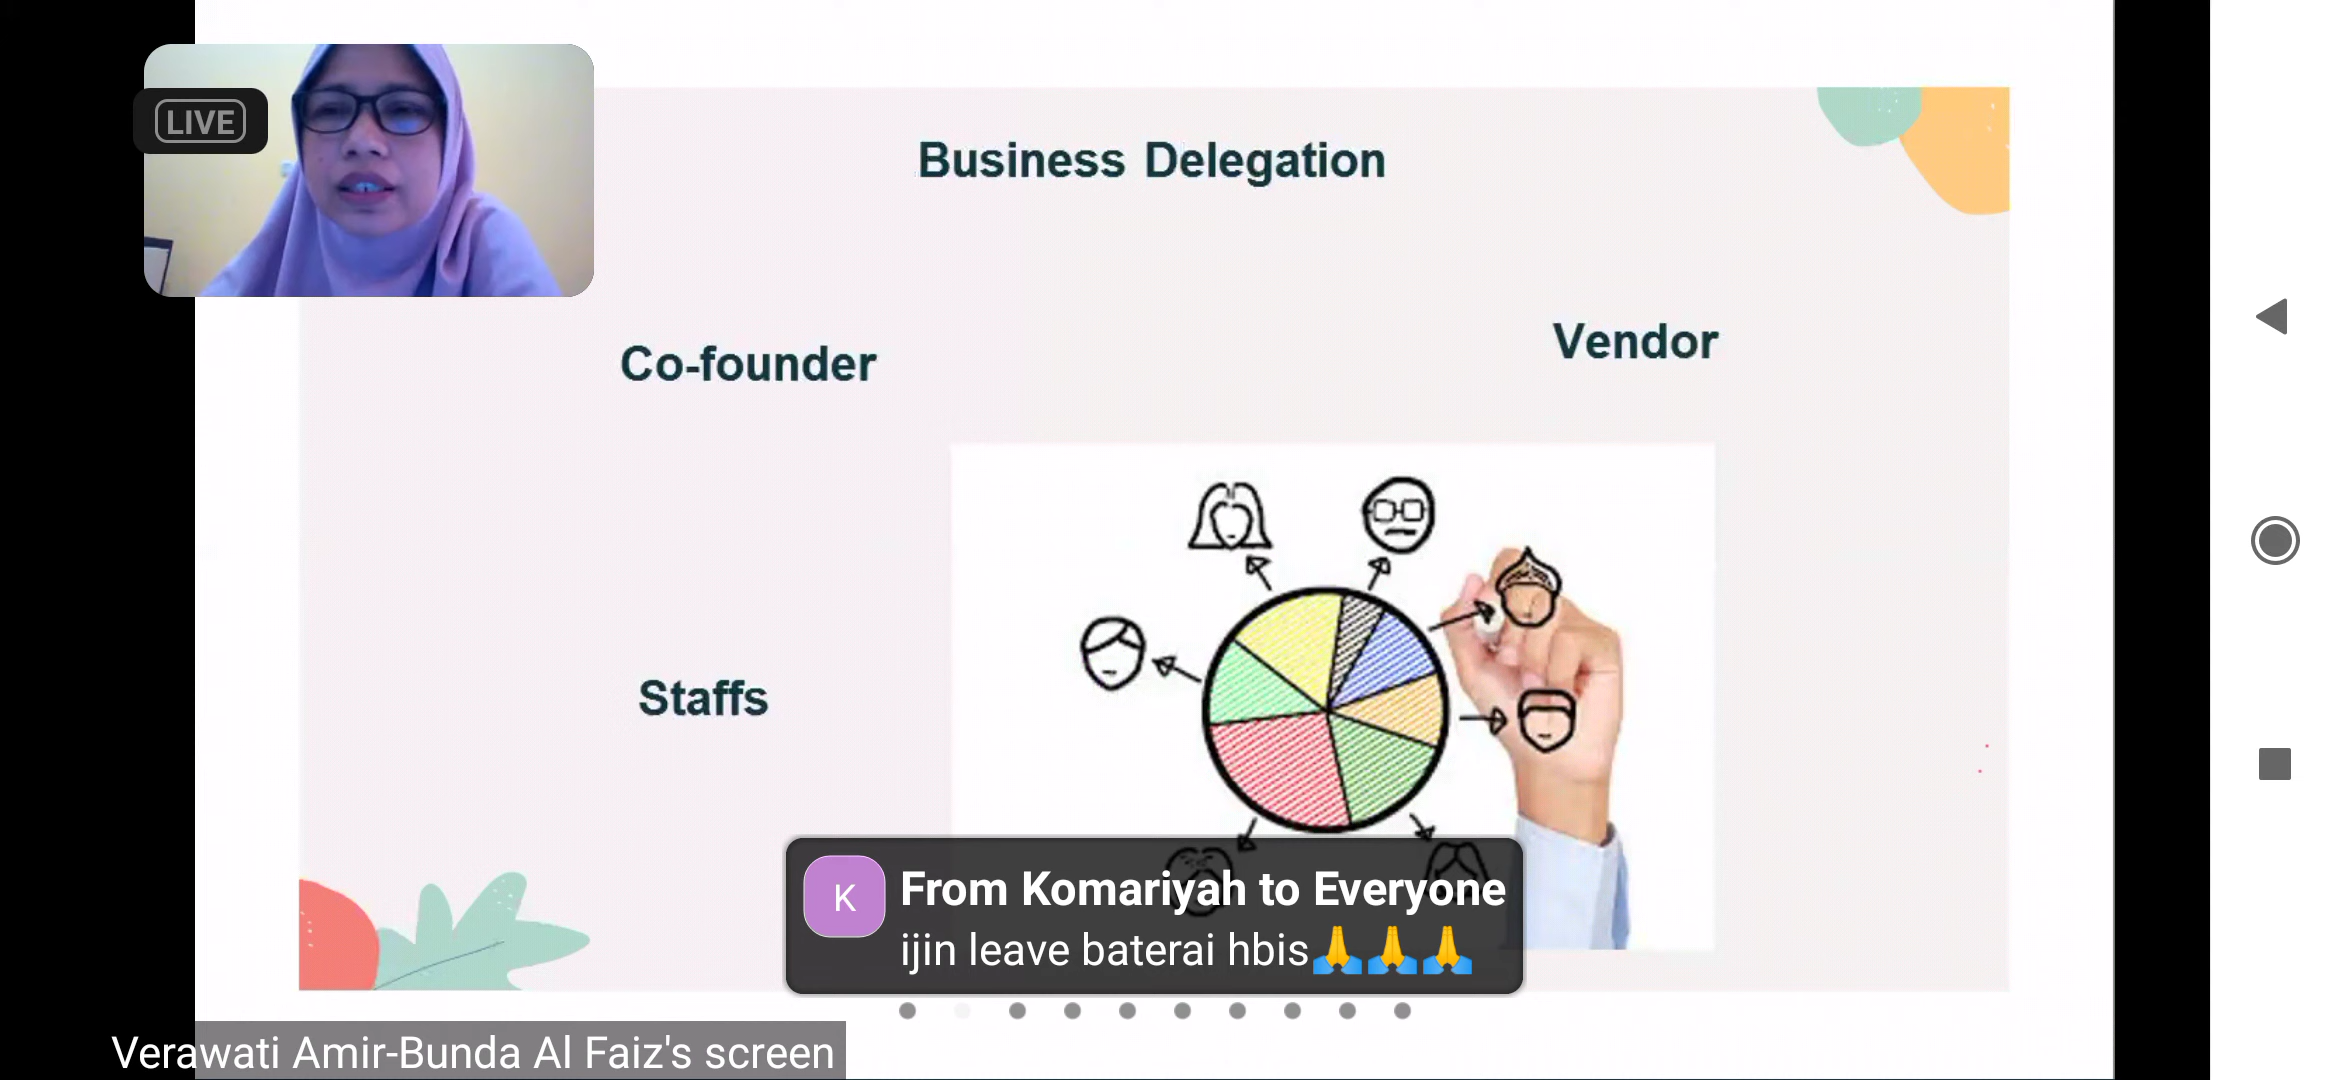 LIVE
Business Delegation
Co-founder
Vendor
Staffs
K
From Komariyah to Everyone
ijin leave baterai hbis🙏🙏🙏
Verawati Amir-Bunda Al Faiz's screen